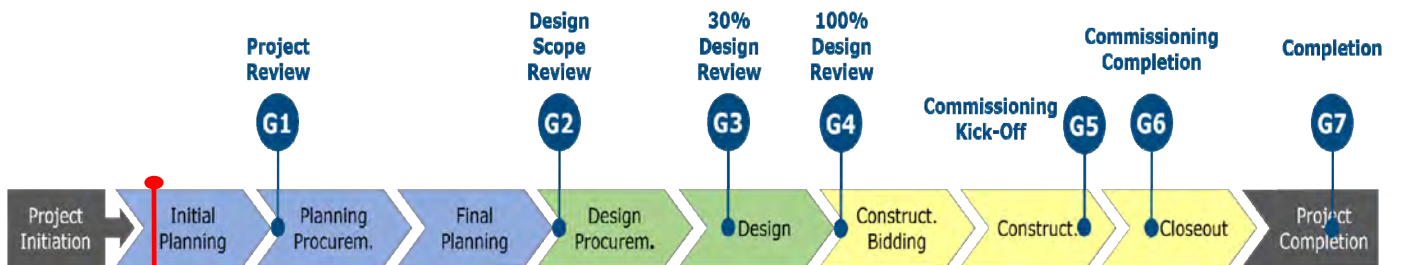 Project
Review
Design
Scope
Review
30%
Design
Review
100%
Design
Review
Commissioning
Kick-Off
Commissioning
Completion
Completion
G1
G2
G3
G4
G5
G6
G7
Project
Initiation
Initial
Planning
Planning
Procurem.
Final
Planning
Design
Procurem.
Design
Construct.
Bidding
Construct.
Closeout
Project
Completion